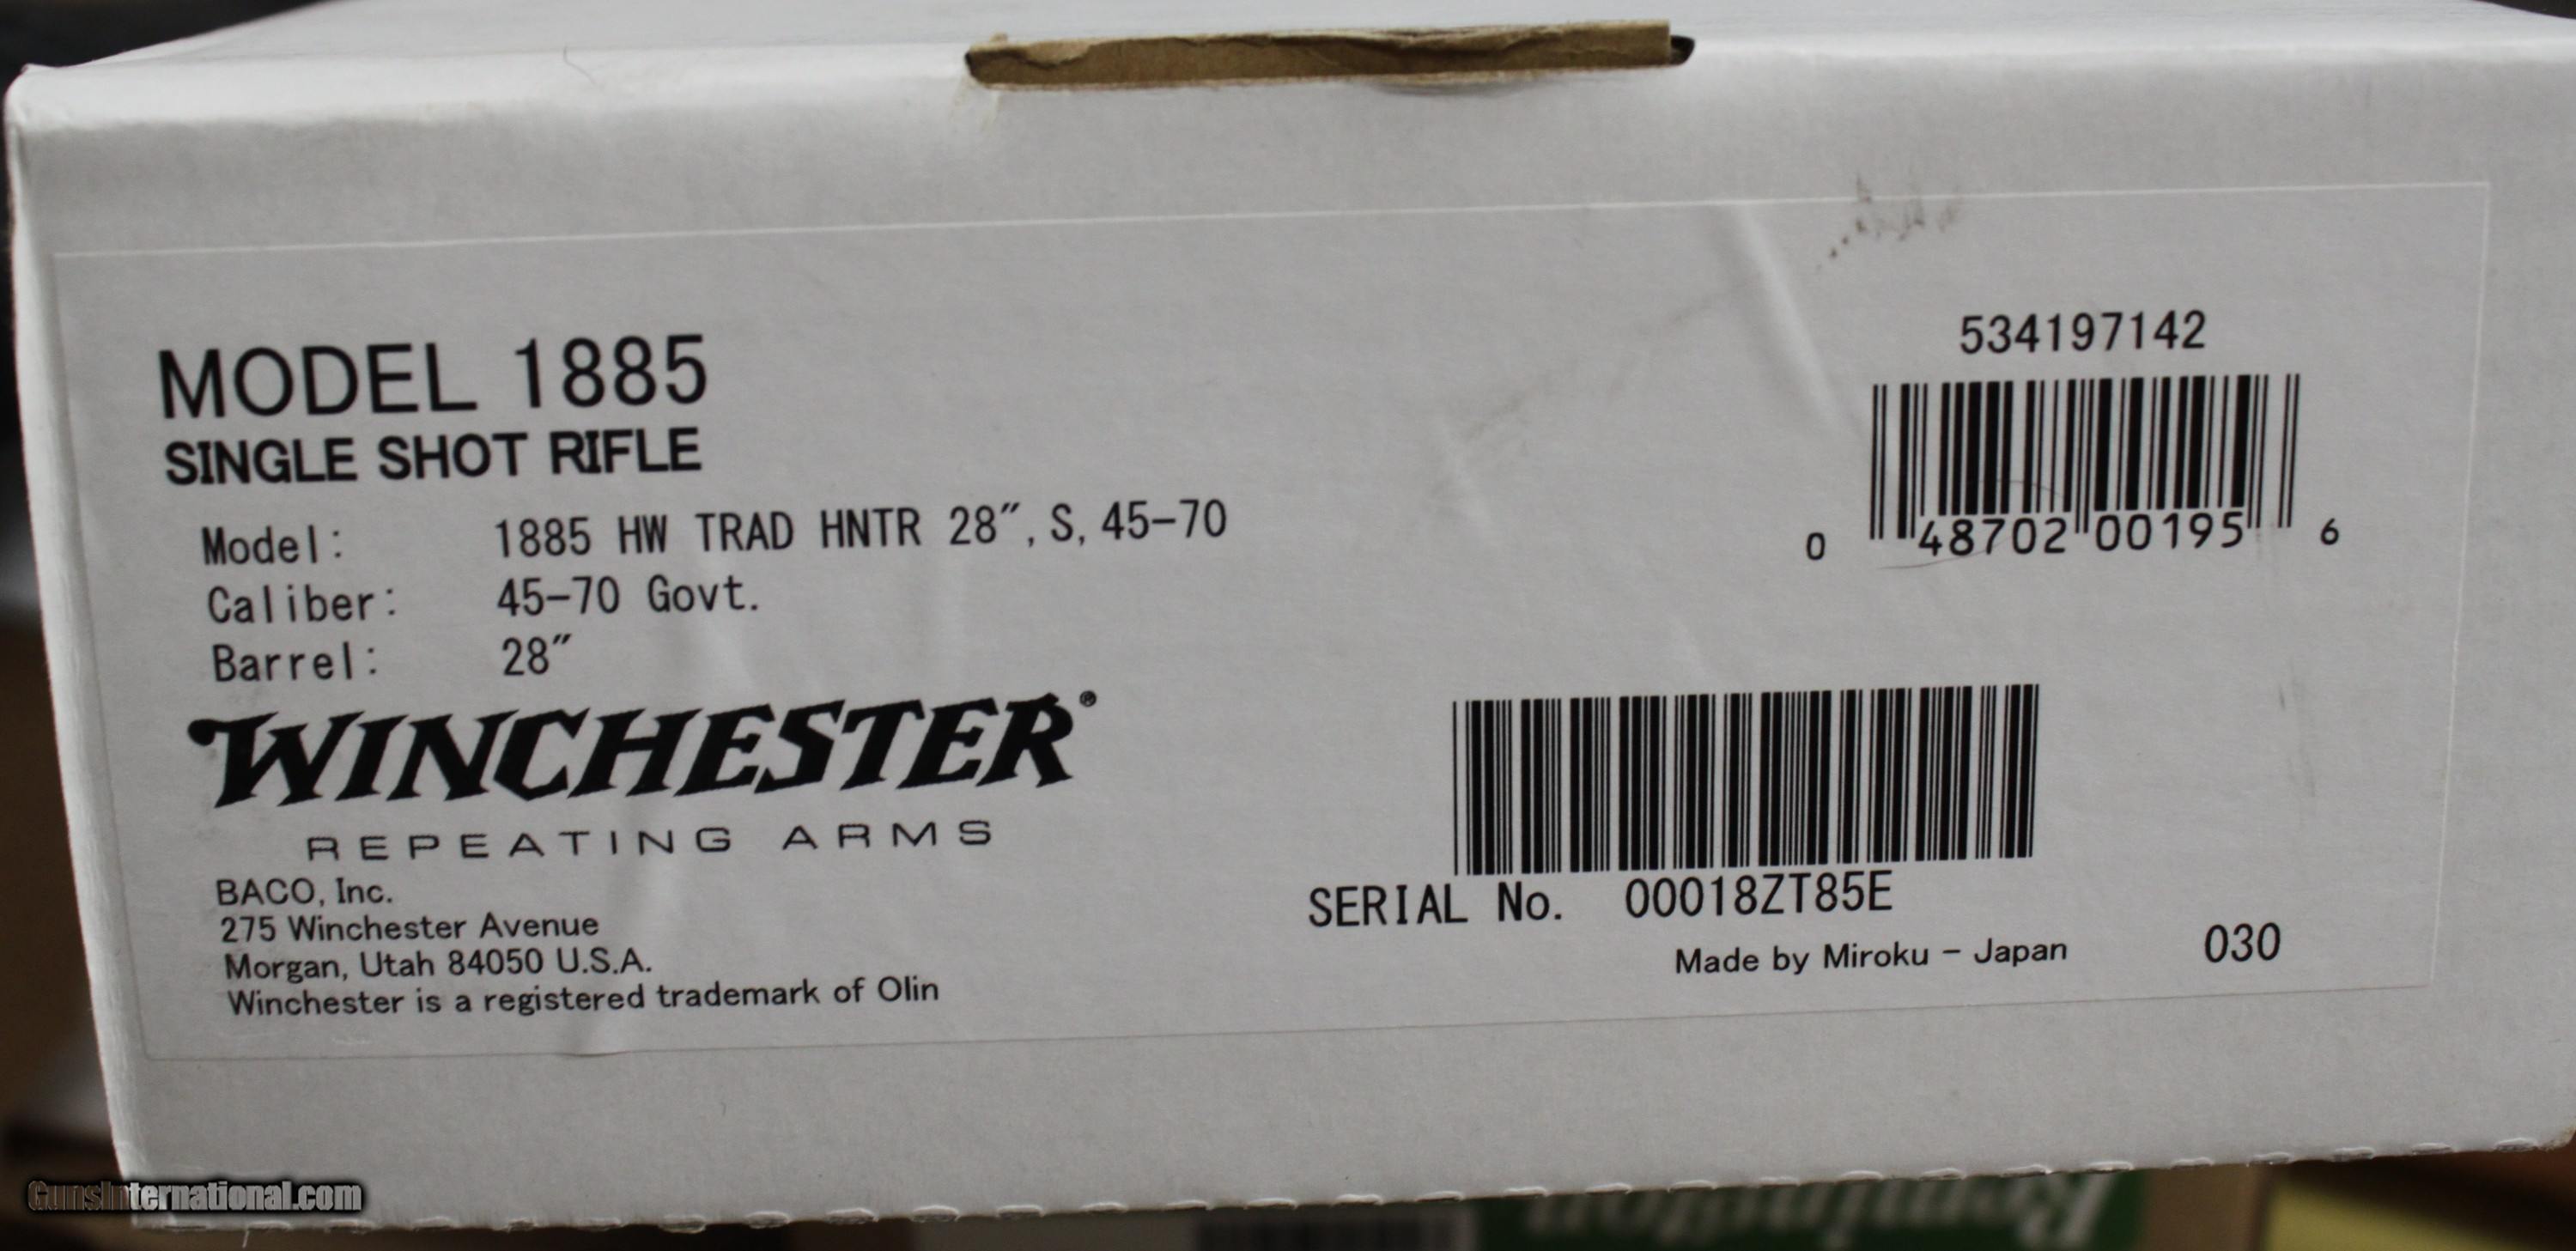 MODEL 1885
SINGLE SHOT RIFLE
Model: 1885 HW TRAD HNTR 28", S, 45-70
Caliber: 45-70 Govt.
Barrel: 28"
WINCHESTER®
REPEATING ARMS
BACO, Inc.
275 Winchester Avenue
Morgan, Utah 84050 U.S.A.
Winchester is a registered trademark of Olin
534197142
0 48702 00195 6
SERIAL No. 00018ZT85E
Made by Miroku - Japan 030
GunsInternational.com
Remington